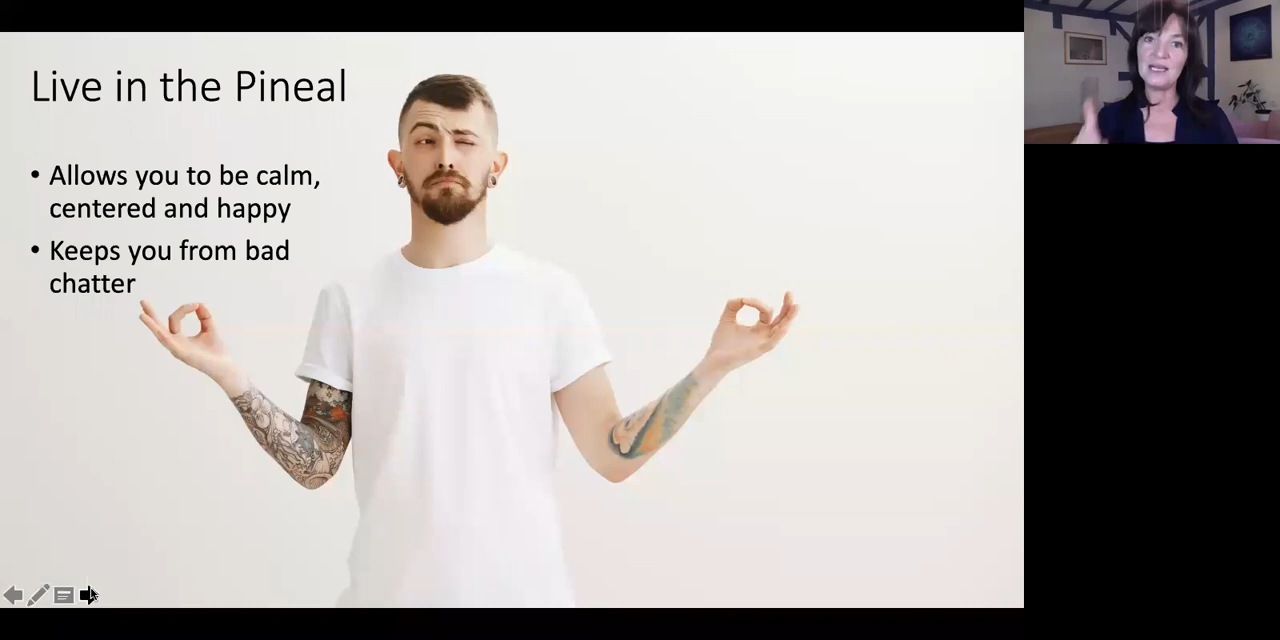 Live in the Pineal
• Allows you to be calm,
centered and happy
• Keeps you from bad
chatter